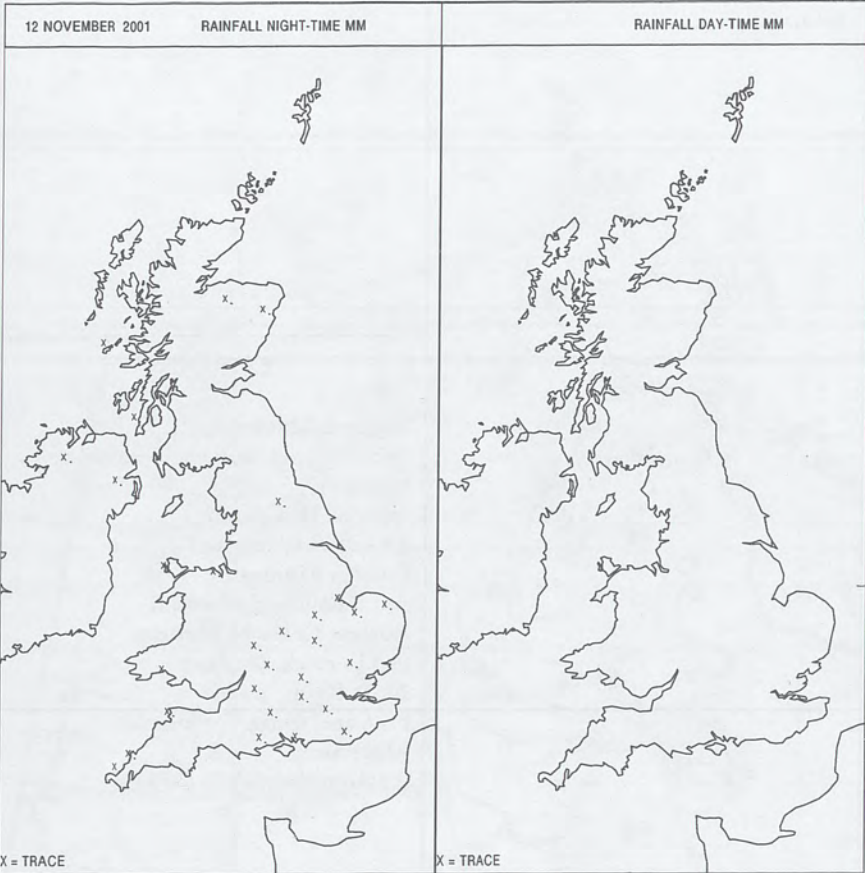 12 NOVEMBER 2001 RAINFALL NIGHT-TIME MM
RAINFALL DAY-TIME MM
X = TRACE
X = TRACE